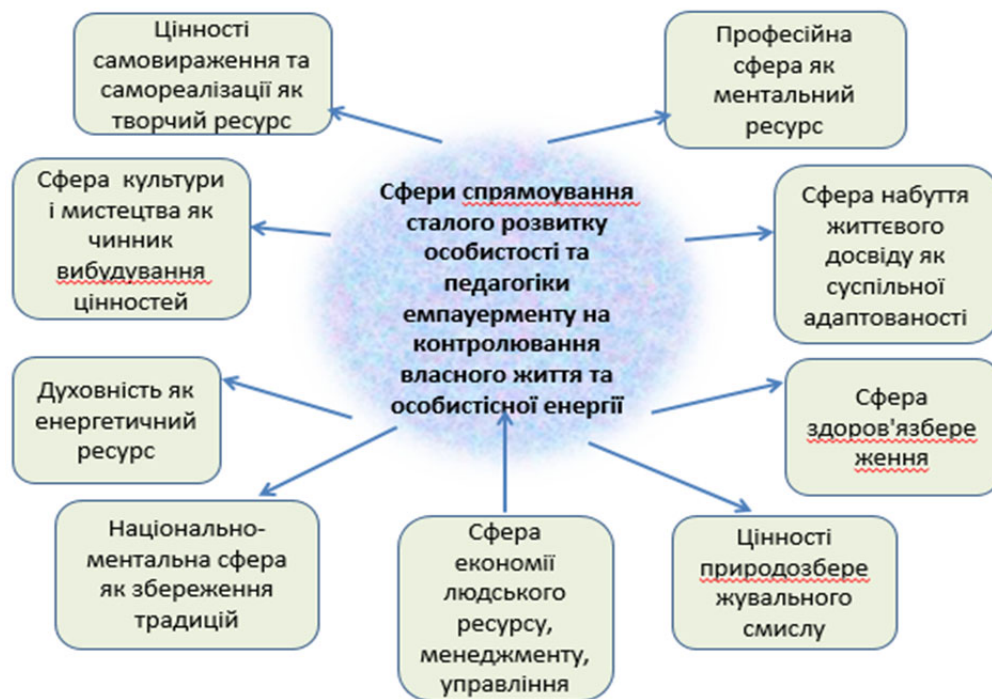 Цінності
самовираження та
самореалізації як
творчий ресурс
Професійна
сфера як
ментальний
ресурс
Сфера культури
і мистецтва як
чинник
вибудування
цінностей
Сфери спрямоування
сталого розвитку
особистості та
педагогіки
емпауерменту на
контролювання
власного життя та
особистісної енергії
Сфера набуття
життєвого
досвіду як
суспільної
адаптованості
Духовність як
енергетичний
ресурс
Сфера
здоров'язбере
ження
Національно-
ментальна сфера
як збереження
традицій
Сфера
економії
людського
ресурсу,
менеджменту,
управління
Цінності
природозбере
жувального
смислу